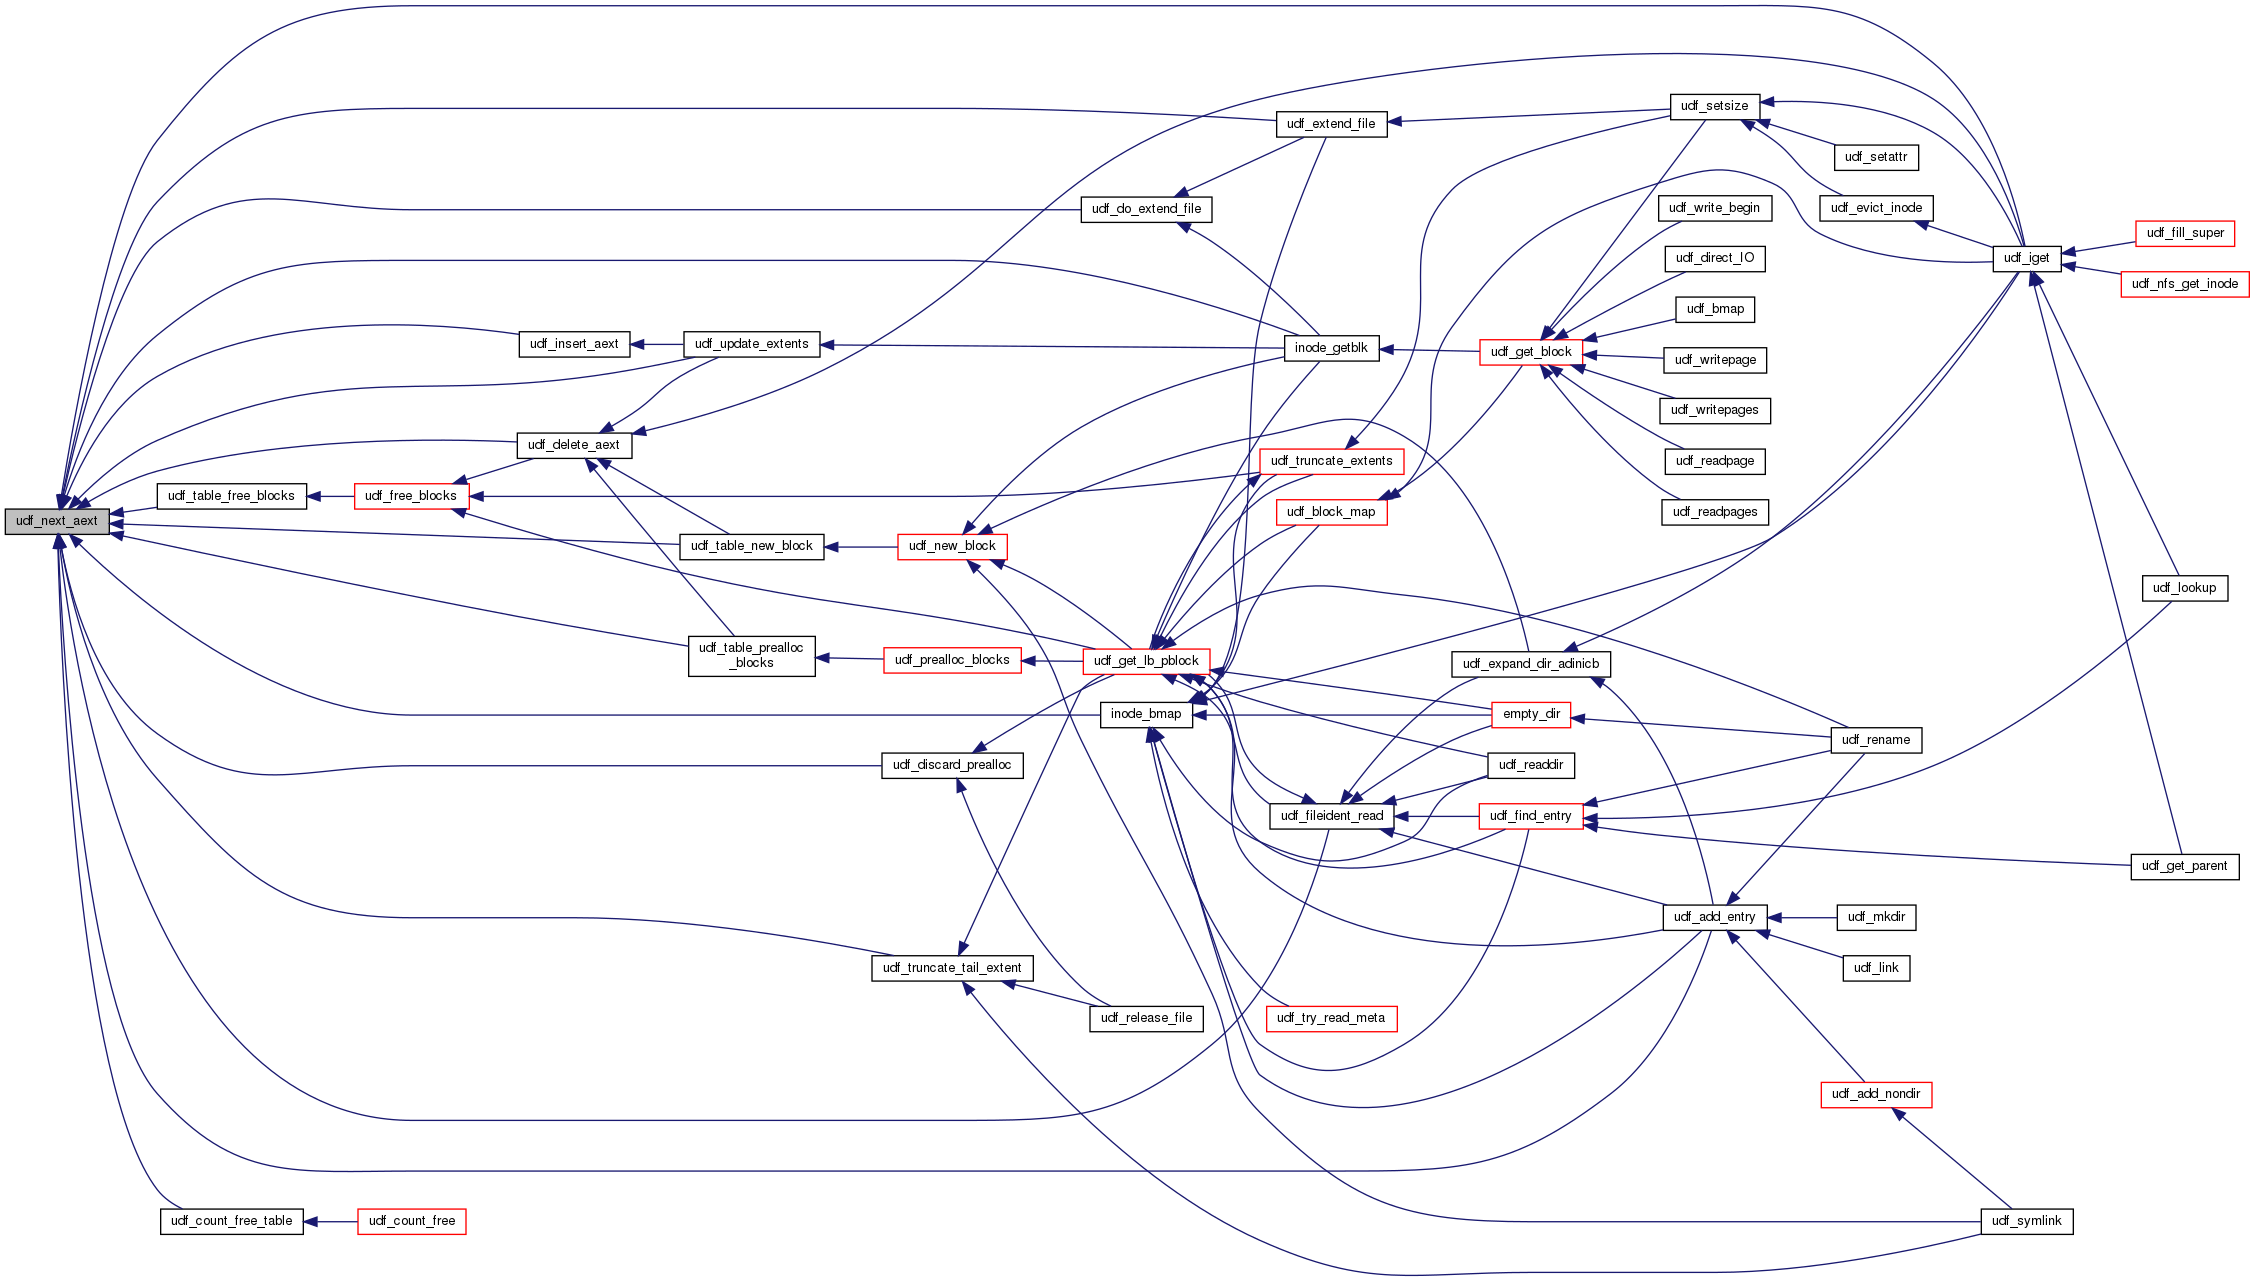 udf_next_aext
udf_table_free_blocks
udf_count_free_table
udf_free_blocks
udf_count_free
udf_insert_aext
udf_delete_aext
udf_update_extents
udf_table_new_block
udf_table_prealloc
_blocks
udf_new_block
udf_prealloc_blocks
udf_discard_prealloc
udf_truncate_tail_extent
udf_do_extend_file
udf_get_lb_pblock
inode_bmap
udf_release_file
udf_extend_file
inode_getblk
udf_truncate_extents
udf_block_map
udf_fileident_read
udf_try_read_meta
udf_get_block
udf_expand_dir_adinicb
empty_dir
udf_readdir
udf_find_entry
udf_setsize
udf_write_begin
udf_direct_IO
udf_bmap
udf_writepage
udf_writepages
udf_readpage
udf_readpages
udf_add_entry
udf_setattr
udf_evict_inode
udf_rename
udf_mkdir
udf_link
udf_add_nondir
udf_iget
udf_symlink
udf_fill_super
udf_nfs_get_inode
udf_lookup
udf_get_parent